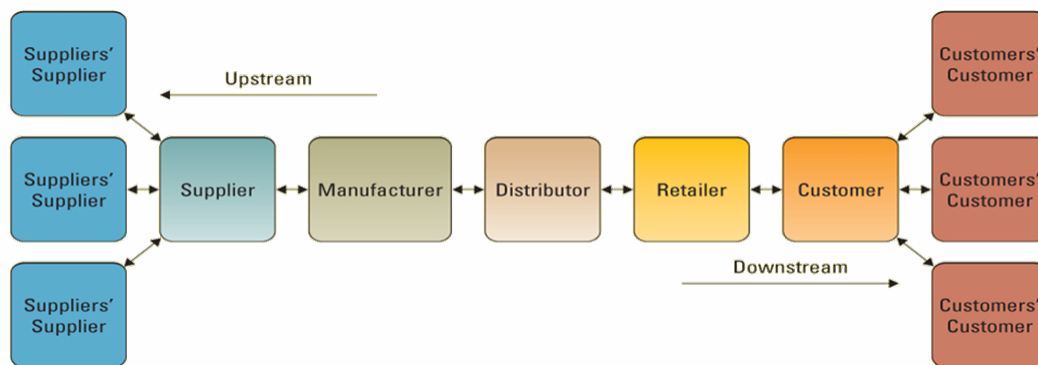 Suppliers'
Supplier
Upstream
Customers'
Customer
Suppliers'
Supplier
Supplier
Manufacturer
Distributor
Retailer
Customer
Customers'
Customer
Downstream
Suppliers'
Supplier
Customers'
Customer